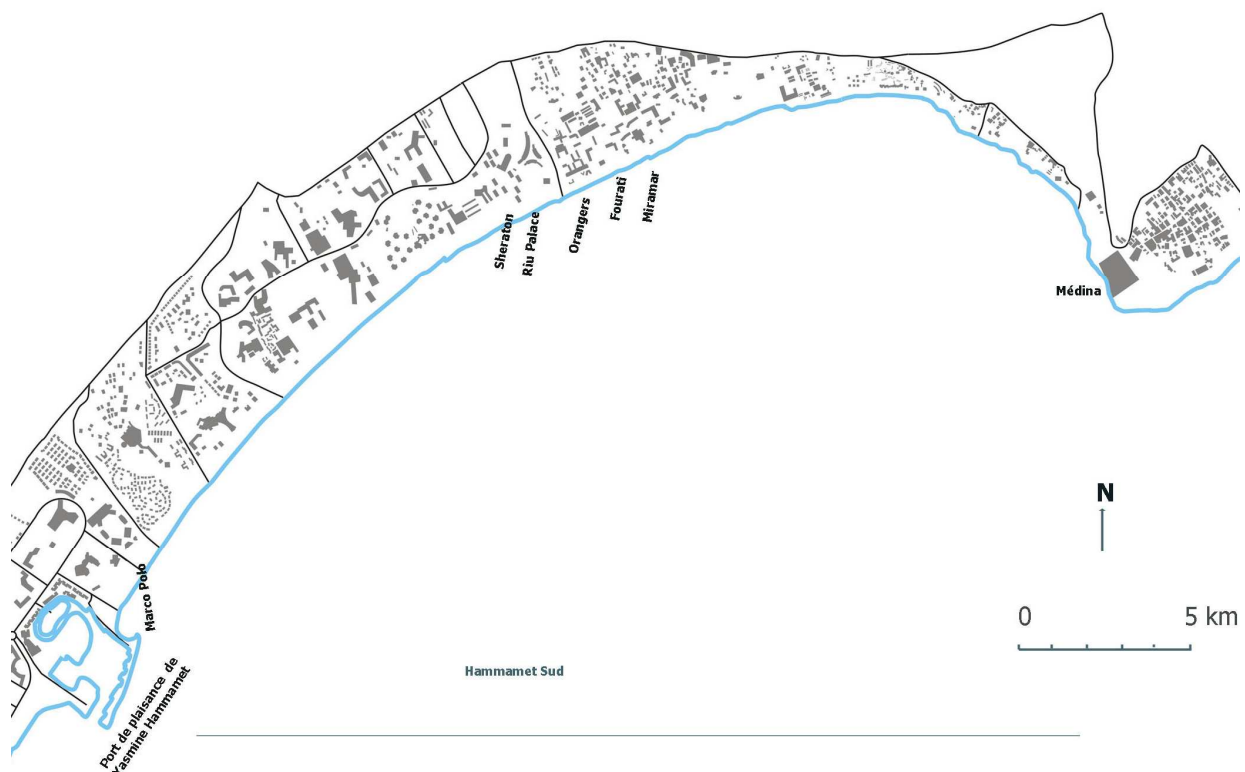 Sheraton
Riu Palace
Orangers
Fourati
Miramar
Médina
N
0 5 km
Marco Polo
Hammamet Sud
Port de plaisance de
Yasmine Hammamet